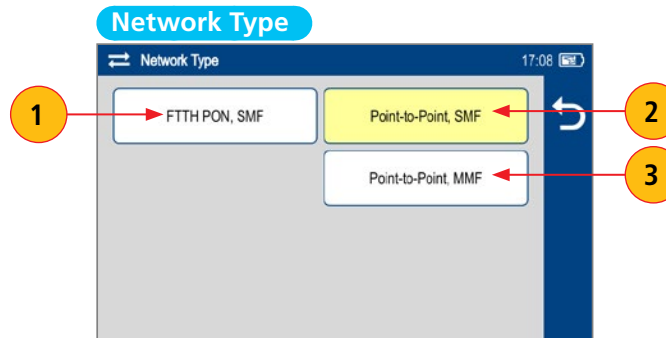 Network Type
Network Type 17:08
1 FTTH PON, SMF Point-to-Point, SMF 2
Point-to-Point, MMF 3